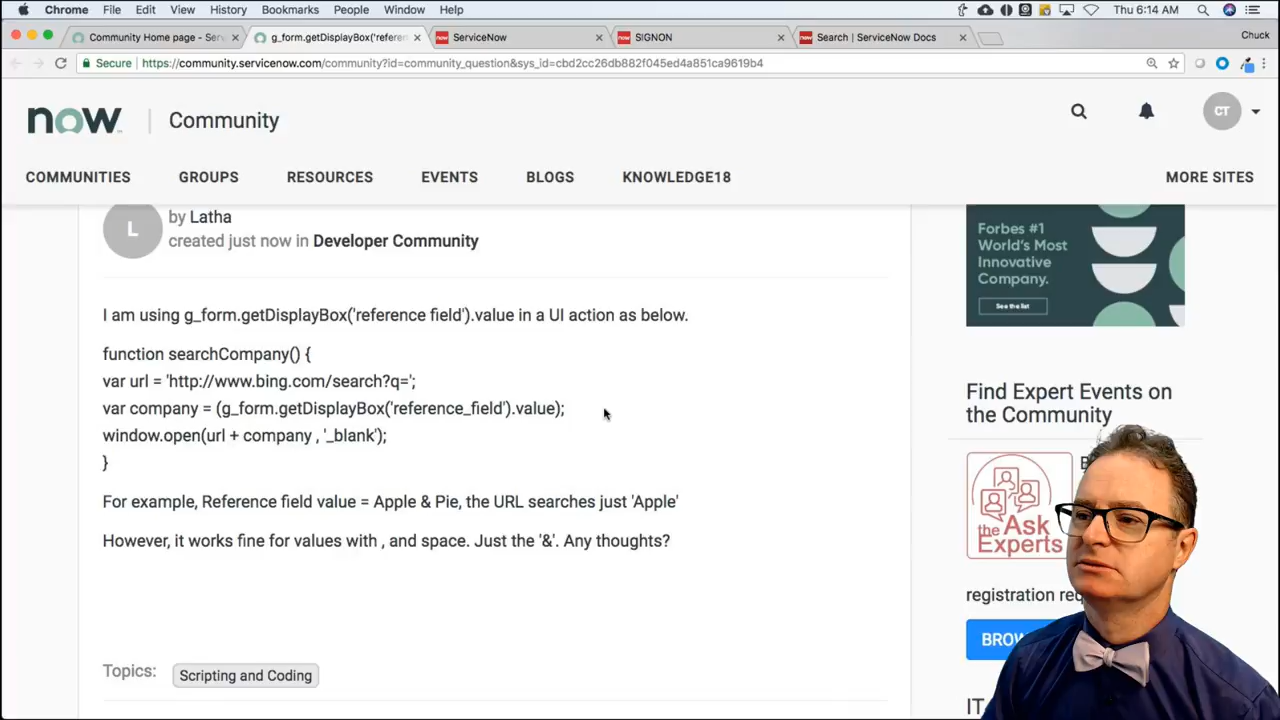 Chrome File Edit View History Bookmarks People Window Help Thu 6:14 AM
Community Home page - Serv
g_form.getDisplayBox('referen
ServiceNow
SIGNON
Search | ServiceNow Docs
Chuck
Secure https://community.servicenow.com/community?id=community_question&sys_id=cbd2cc26db882f045ed4a851ca9619b4
now Community
CT
COMMUNITIES GROUPS RESOURCES EVENTS BLOGS KNOWLEDGE18 MORE SITES
L
by Latha
created just now in Developer Community
I am using g_form.getDisplayBox('reference field').value in a UI action as below.
function searchCompany() {
var url = 'http://www.bing.com/search?q=';
var company = (g_form.getDisplayBox('reference_field').value);
window.open(url + company , '_blank');
}
For example, Reference field value = Apple & Pie, the URL searches just 'Apple'
However, it works fine for values with , and space. Just the '&'. Any thoughts?
Topics: Scripting and Coding
Forbes #1
World's Most
Innovative
Company.
See the list
Find Expert Events on
the Community
the Ask
Experts
registration req
BROW
IT